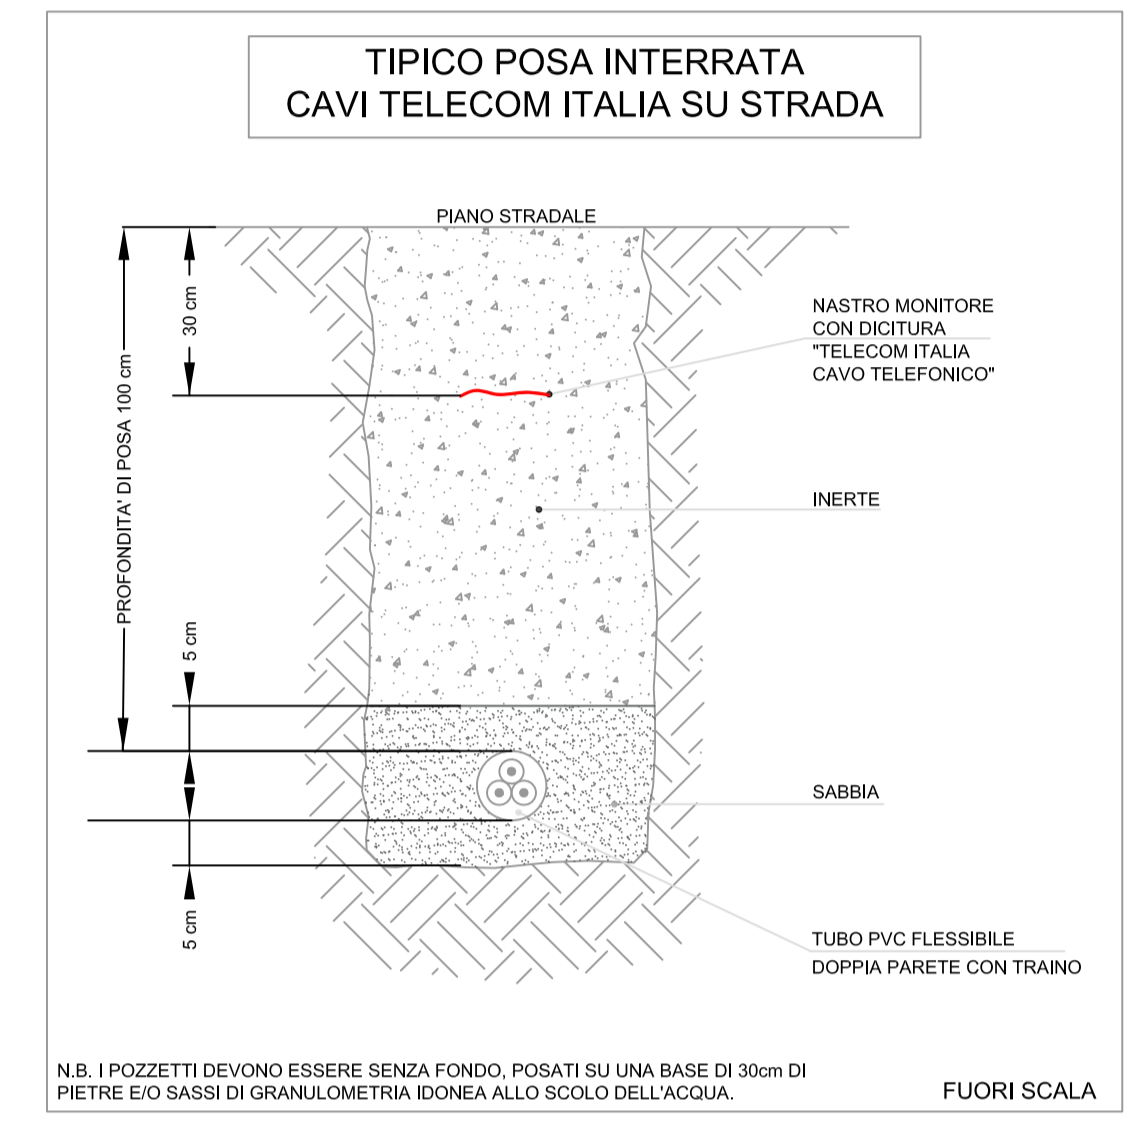 TIPICO POSA INTERRATA
CAVI TELECOM ITALIA SU STRADA
PIANO STRADALE
30 cm
PROFONDITA' DI POSA 100 cm
NASTRO MONITORE
CON DICITURA
"TELECOM ITALIA
CAVO TELEFONICO"
INERTE
5 cm
SABBIA
5 cm
TUBO PVC FLESSIBILE
DOPPIA PARETE CON TRAINO
N.B. I POZZETTI DEVONO ESSERE SENZA FONDO, POSATI SU UNA BASE DI 30cm DI
PIETRE E/O SASSI DI GRANULOMETRIA IDONEA ALLO SCOLO DELL'ACQUA.
FUORI SCALA